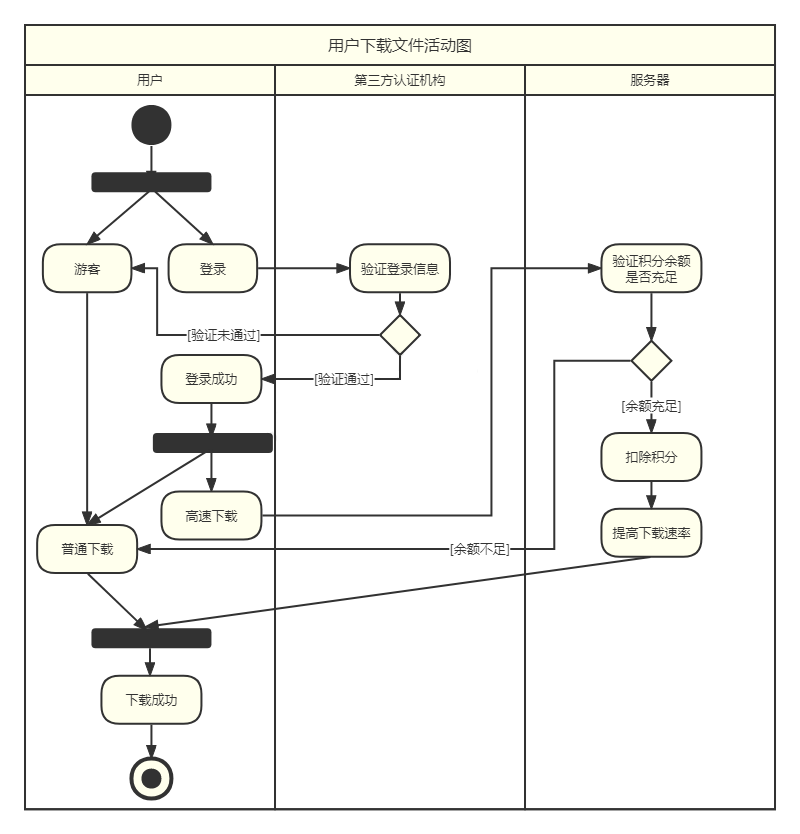 用户下载文件活动图
用户
第三方认证机构
服务器
游客
登录
验证登录信息
验证积分余额
是否充足
[验证未通过]
登录成功
[验证通过]
[余额充足]
扣除积分
高速下载
提高下载速率
普通下载
[余额不足]
下载成功